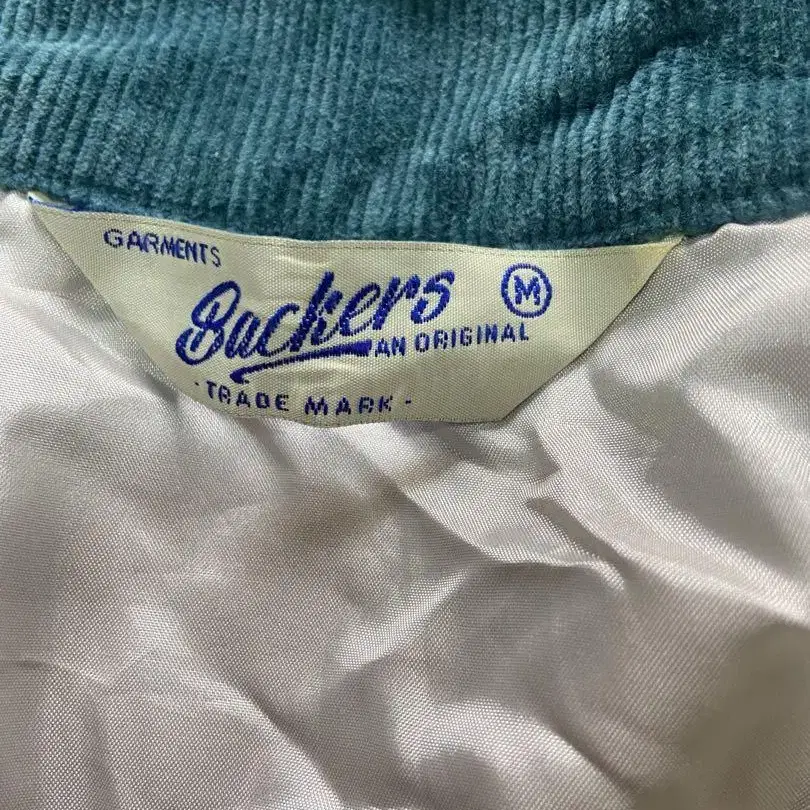 GARMENTS
Backers M
AN ORIGINAL
· TRADE MARK ·